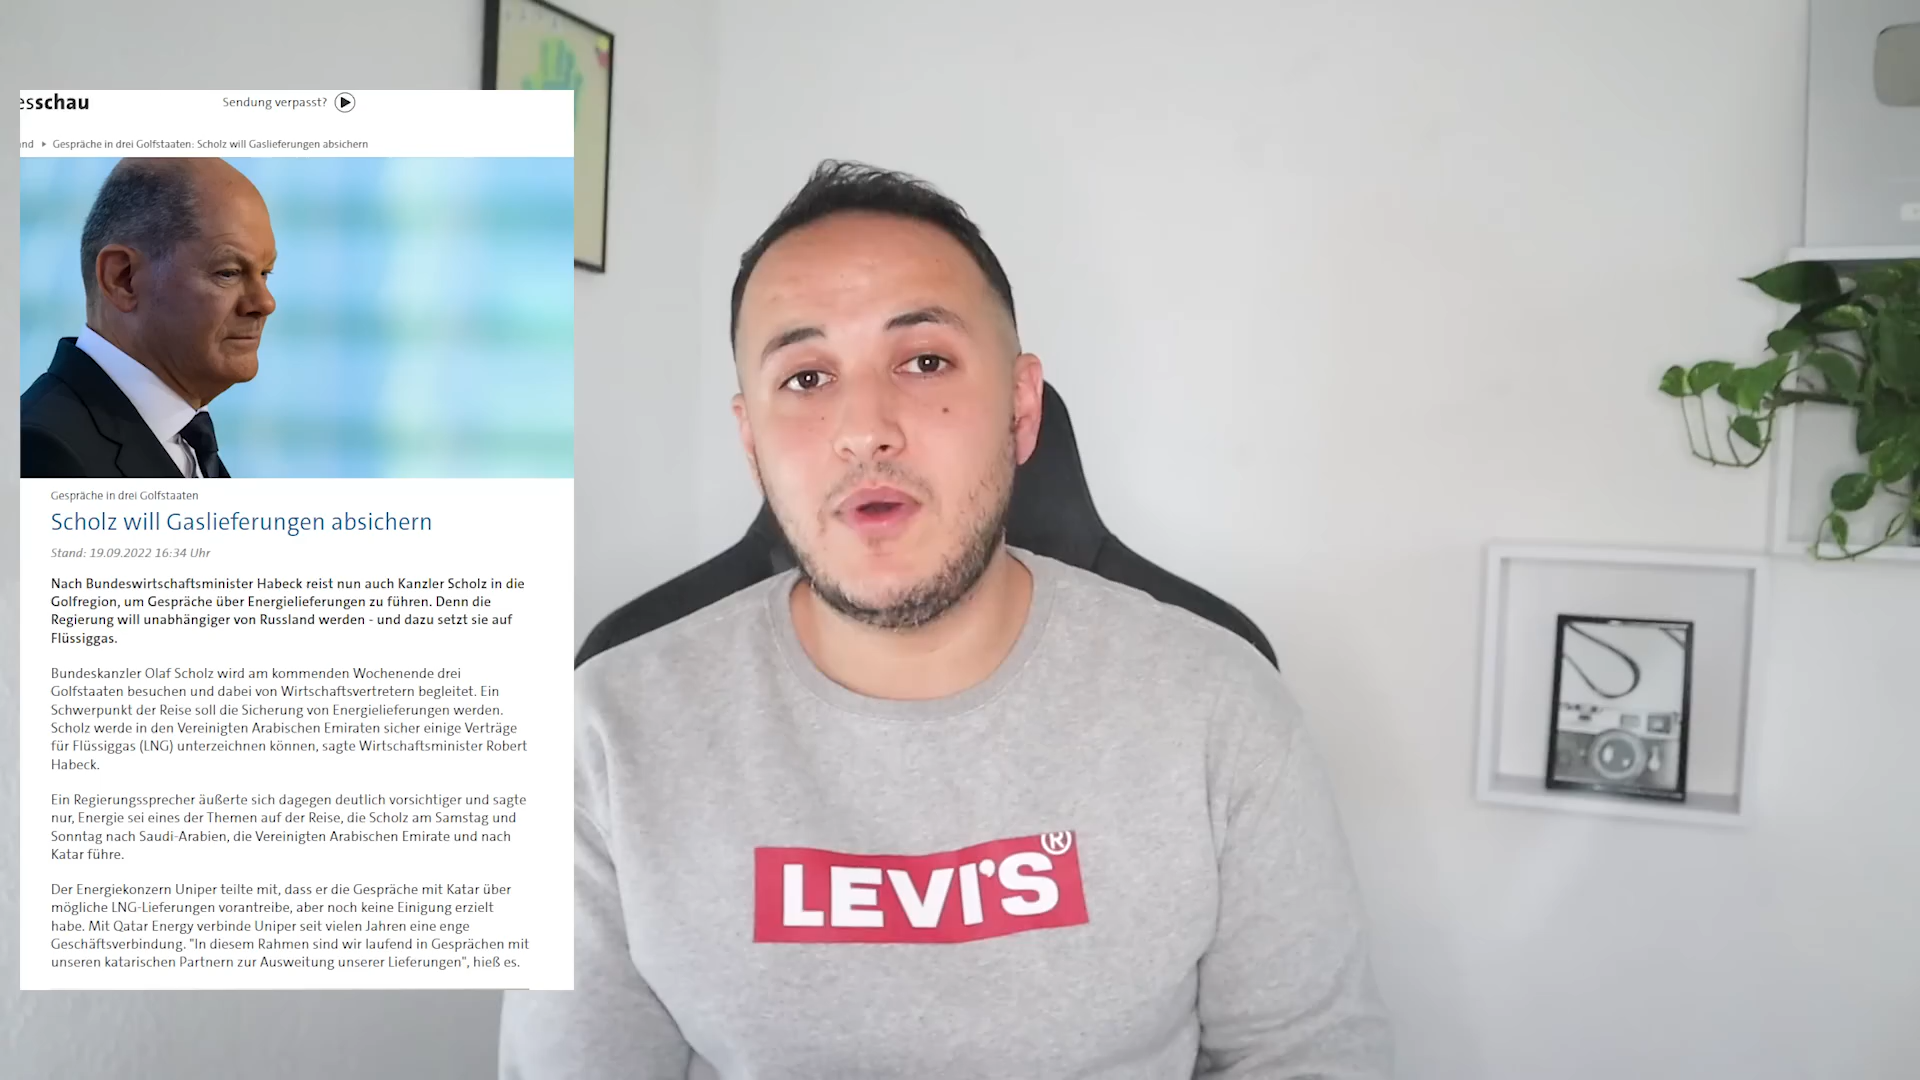 esschau
Sendung verpasst?
nd ▸ Gespräche in drei Golfstaaten: Scholz will Gaslieferungen absichern
Gespräche in drei Golfstaaten
Scholz will Gaslieferungen absichern
Stand: 19.09.2022 16:34 Uhr
Nach Bundeswirtschaftsminister Habeck reist nun auch Kanzler Scholz in die
Golfregion, um Gespräche über Energielieferungen zu führen. Denn die
Regierung will unabhängiger von Russland werden - und dazu setzt sie auf
Flüssiggas.
Bundeskanzler Olaf Scholz wird am kommenden Wochenende drei
Golfstaaten besuchen und dabei von Wirtschaftsvertretern begleitet. Ein
Schwerpunkt der Reise soll die Sicherung von Energielieferungen werden.
Scholz werde in den Vereinigten Arabischen Emiraten sicher einige Verträge
für Flüssiggas (LNG) unterzeichnen können, sagte Wirtschaftsminister Robert
Habeck.
Ein Regierungssprecher äußerte sich dagegen deutlich vorsichtiger und sagte
nur, Energie sei eines der Themen auf der Reise, die Scholz am Samstag und
Sonntag nach Saudi-Arabien, die Vereinigten Arabischen Emirate und nach
Katar führe.
Der Energiekonzern Uniper teilte mit, dass er die Gespräche mit Katar über
mögliche LNG-Lieferungen vorantreibe, aber noch keine Einigung erzielt
habe. Mit Qatar Energy verbinde Uniper seit vielen Jahren eine enge
Geschäftsverbindung. "In diesem Rahmen sind wir laufend in Gesprächen mit
unseren katarischen Partnern zur Ausweitung unserer Lieferungen", hieß es.
LEVI'S®